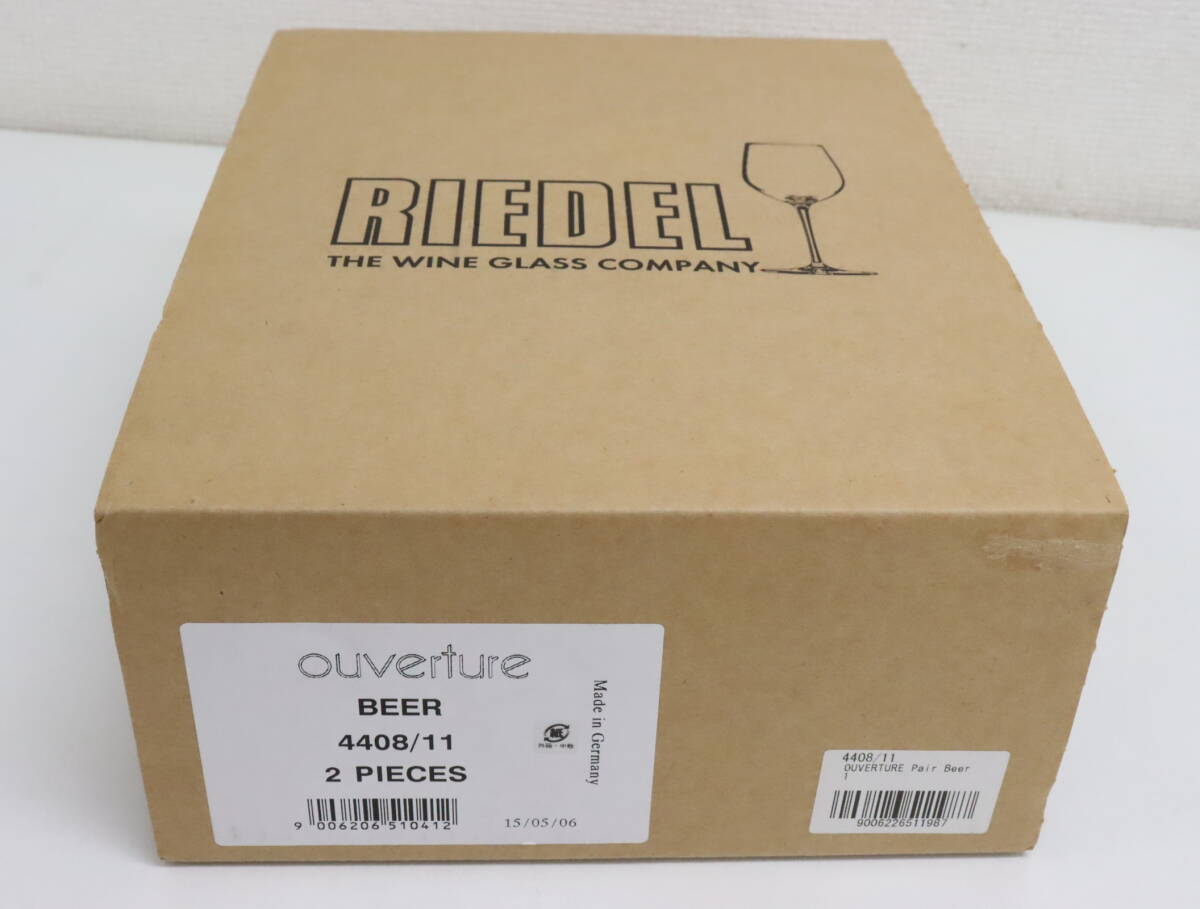 RIEDEL
THE WINE GLASS COMPANY
ouverture
BEER
4408/11
2 PIECES
9 006206 510412
15/05/06
Made in Germany
4408/11
OUVERTURE Pair Beer
1
9006226511987